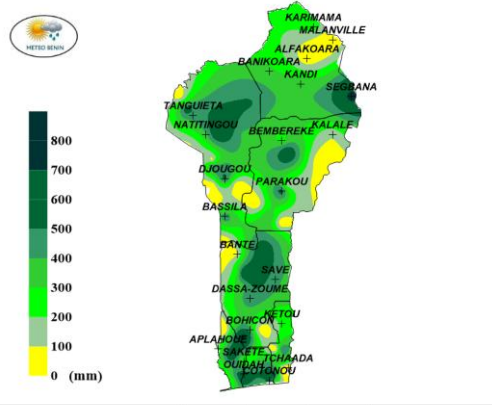 METEO BENIN
KARIMAMA
MALANVILLE
ALFAKOARA
BANIKOARA
KANDI
SEGBANA
TANGUIETA
NATITINGOU
BEMBEREKE
KALALE
DJOUGOU
PARAKOU
BASSILA
BANTE
SAVE
DASSA-ZOUME
KETOU
BOHICON
APLAHOUE
SAKETE
TCHAADA
OUIDAH
COTONOU
800
700
600
500
400
300
200
100
0 (mm)